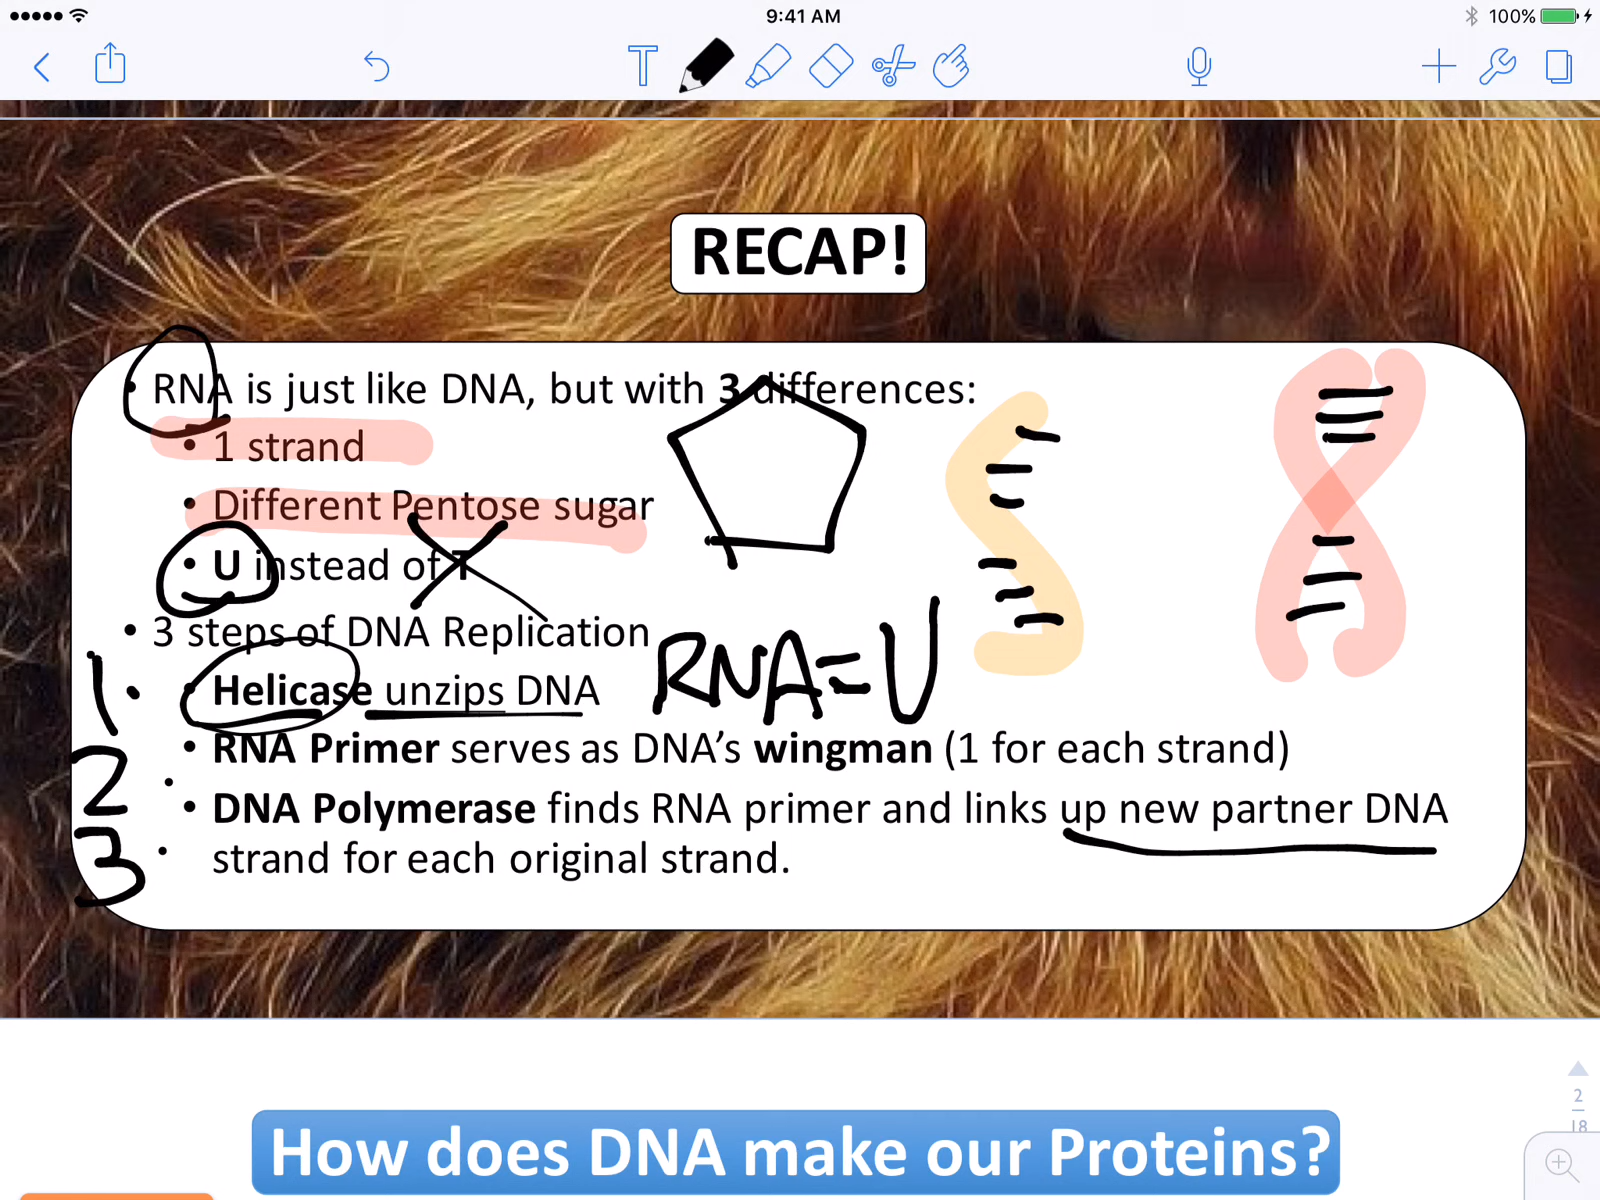 9:41 AM
100%
T
RECAP!
• RNA is just like DNA, but with 3 differences:
• 1 strand
• Different Pentose sugar
• U instead of T
• 3 steps of DNA Replication
RNA=U
1. • Helicase unzips DNA
2. • RNA Primer serves as DNA’s wingman (1 for each strand)
3. • DNA Polymerase finds RNA primer and links up new partner DNA
strand for each original strand.
2
18
How does DNA make our Proteins?